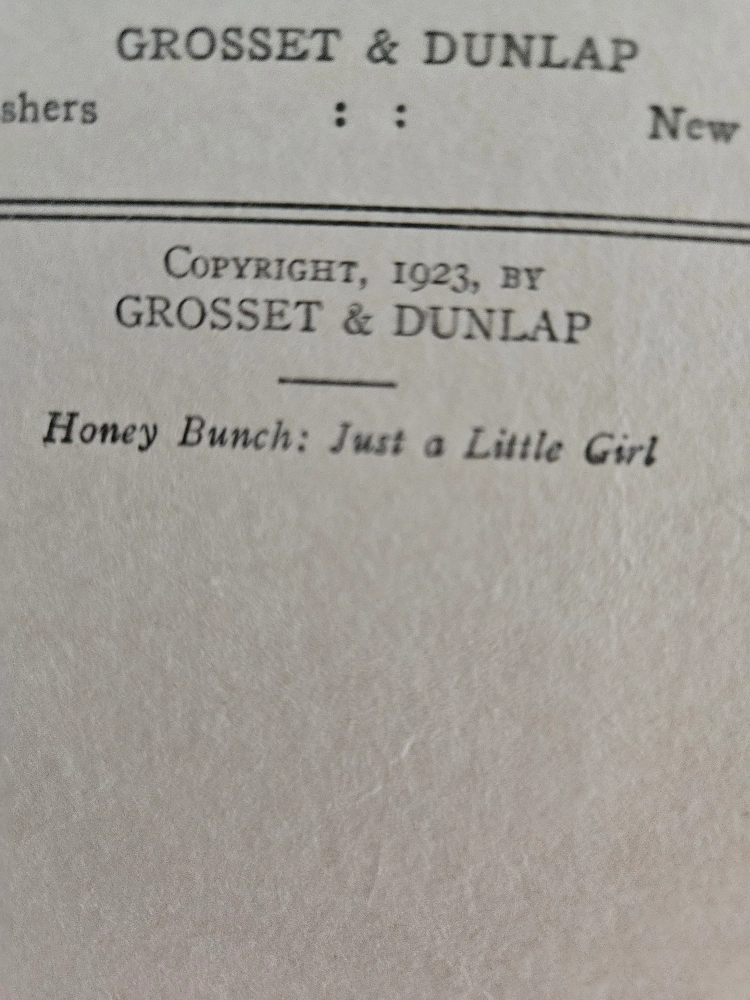 GROSSET & DUNLAP
shers : : New
COPYRIGHT, 1923, BY
GROSSET & DUNLAP
Honey Bunch: Just a Little Girl